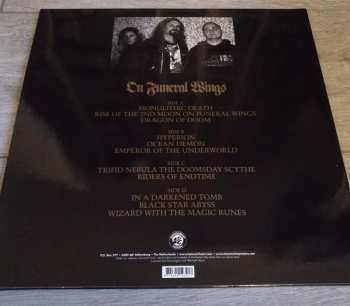 On Funeral Wings
SIDE A
MONOLITHIC DEATH
RISE OF THE 2ND MOON ON FUNERAL WINGS
DRAGON OF DOOM
SIDE B
HYPERION
OCEAN DEMON
EMPEROR OF THE UNDERWORLD
SIDE C
TRIFID NEBULA THE DOOMSDAY SCYTHE
RIDERS OF ENDTIME
SIDE D
IN A DARKENED TOMB
BLACK STAR ABYSS
WIZARD WITH THE MAGIC RUNES
The Netherlands